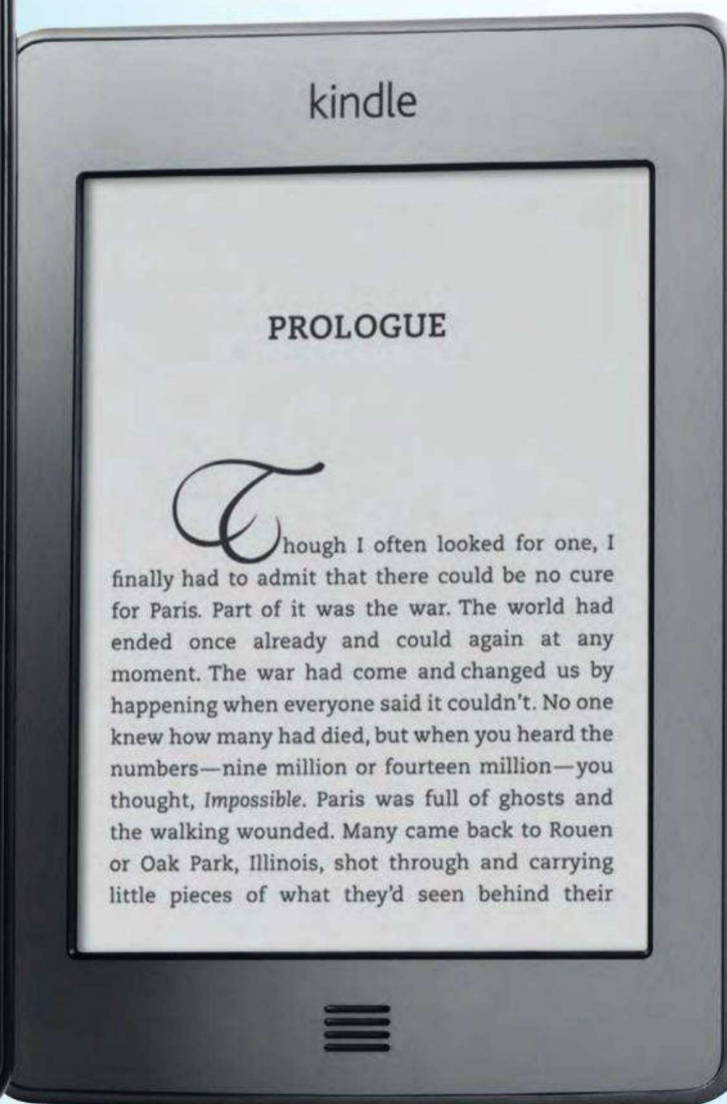 kindle
PROLOGUE
Though I often looked for one, I
finally had to admit that there could be no cure
for Paris. Part of it was the war. The world had
ended once already and could again at any
moment. The war had come and changed us by
happening when everyone said it couldn't. No one
knew how many had died, but when you heard the
numbers—nine million or fourteen million—you
thought, Impossible. Paris was full of ghosts and
the walking wounded. Many came back to Rouen
or Oak Park, Illinois, shot through and carrying
little pieces of what they'd seen behind their